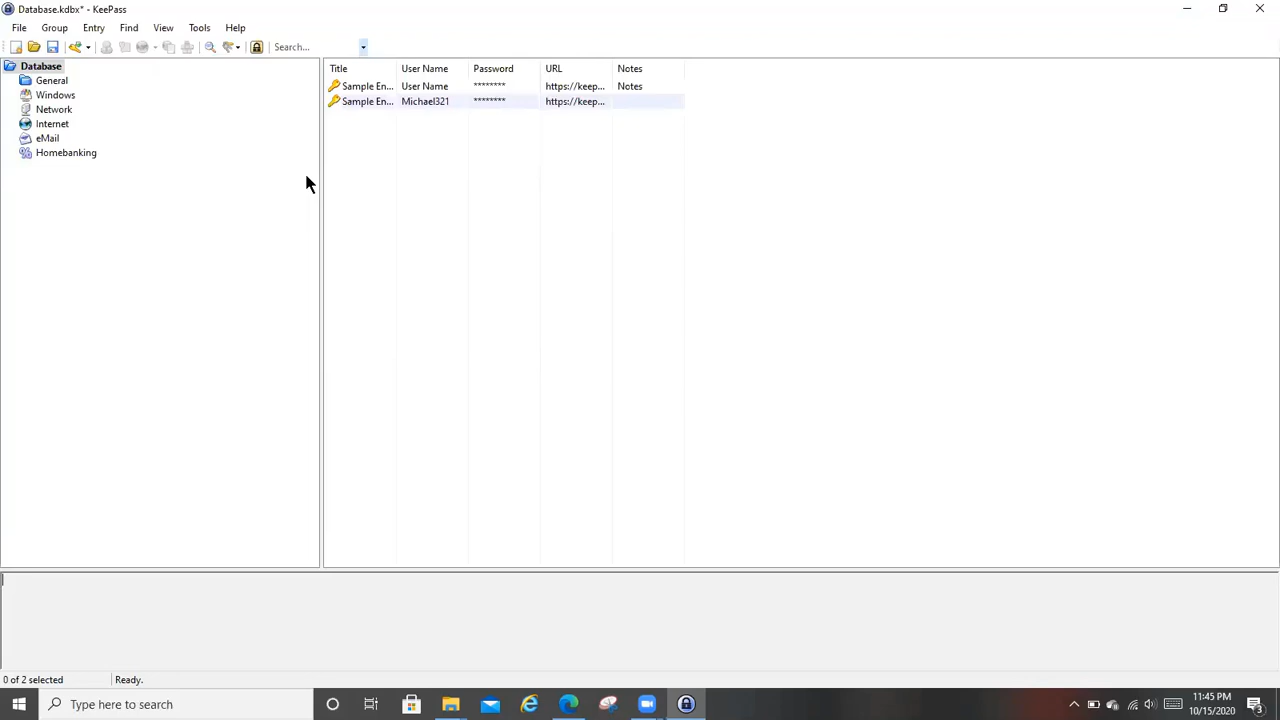 Database.kdbx* - KeePass
File Group Entry Find View Tools Help
Search...
Database
General
Windows
Network
Internet
eMail
Homebanking
Title User Name Password URL Notes
Sample En... User Name ******** https://keep... Notes
Sample En... Michael321 ******** https://keep...
0 of 2 selected Ready.
Type here to search
11:45 PM
10/15/2020
3